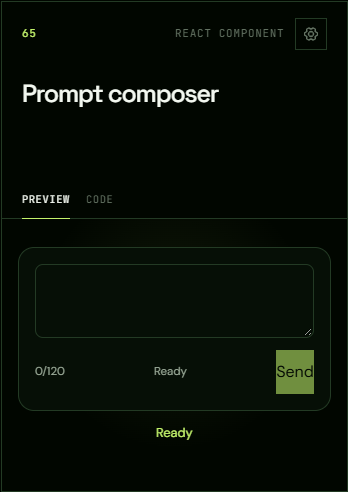 65
REACT COMPONENT
Prompt composer
PREVIEW
CODE
0/120
Ready
Send
Ready